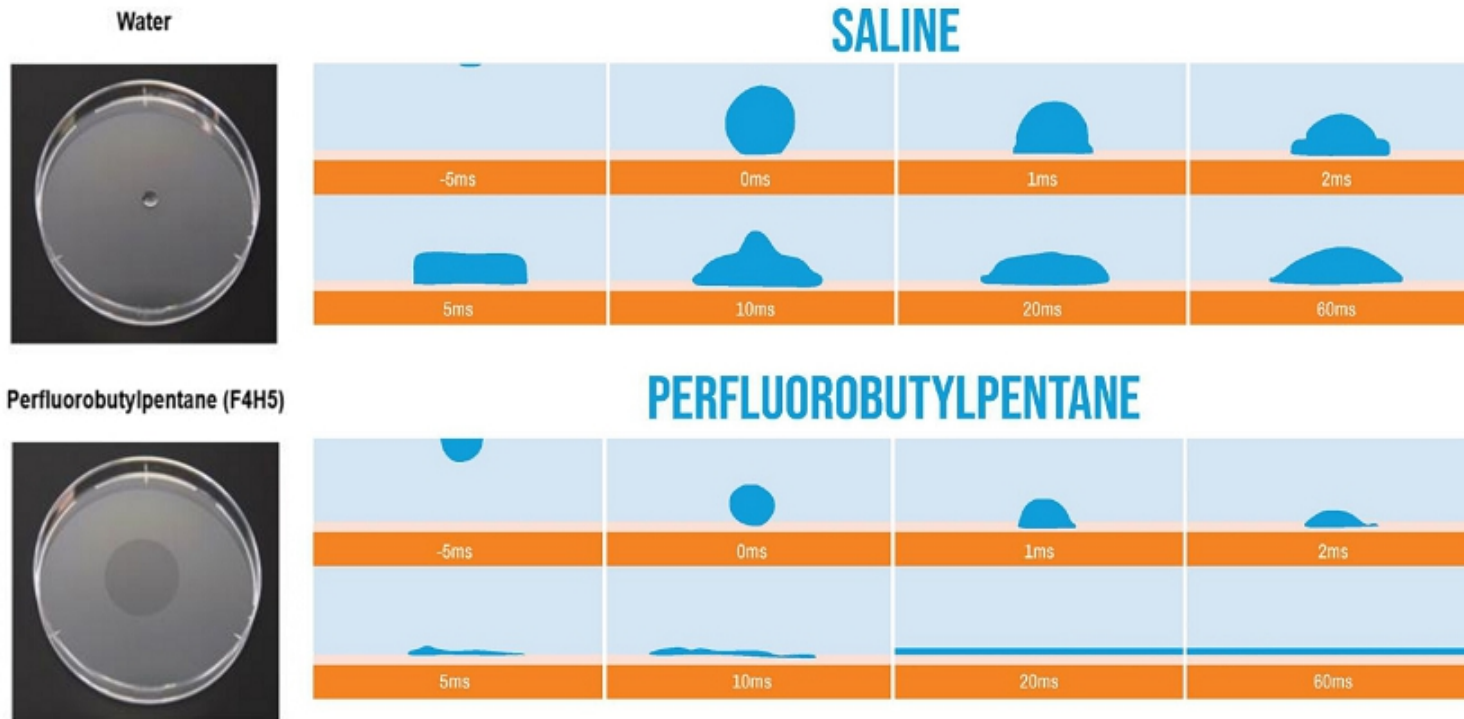 Water
SALINE
-5ms
0ms
1ms
2ms
5ms
10ms
20ms
60ms
Perfluorobutylpentane (F4H5)
PERFLUOROBUTYLPENTANE
-5ms
0ms
1ms
2ms
5ms
10ms
20ms
60ms